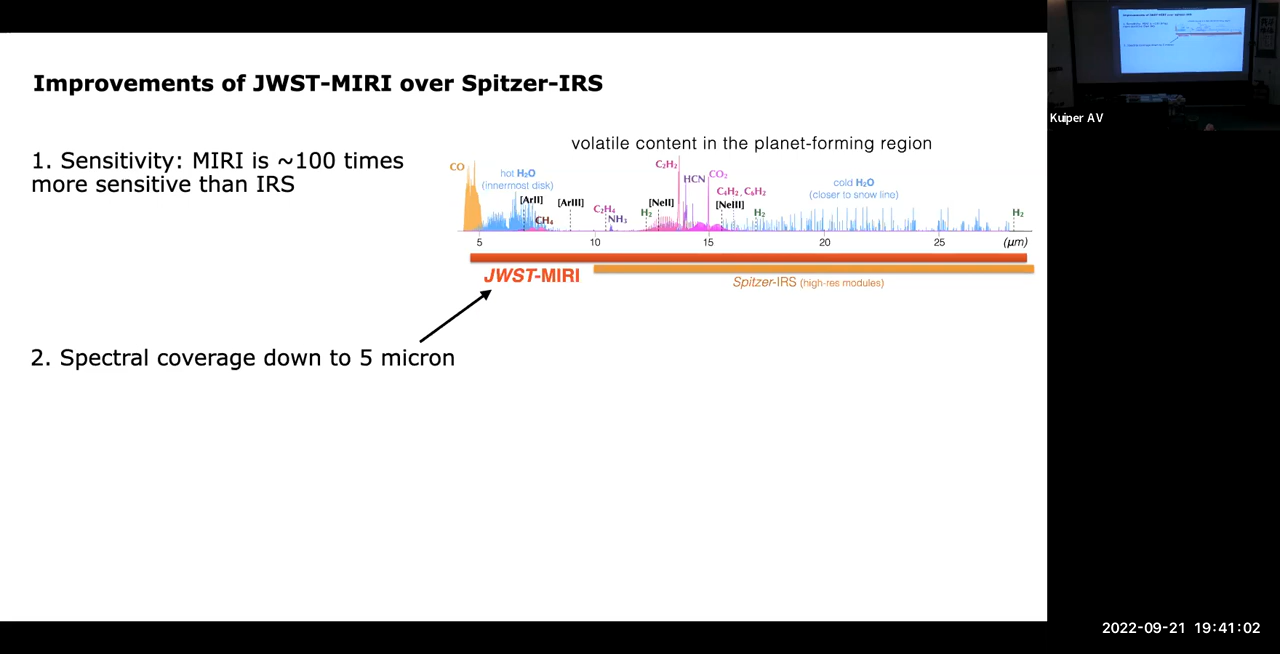 Improvements of JWST-MIRI over Spitzer-IRS
1. Sensitivity: MIRI is ~100 times
more sensitive than IRS
volatile content in the planet-forming region
CO
hot H₂O
(innermost disk)
[ArII]
CH₄
[ArIII]
C₂H₄
NH₃
H₂
[NeII]
C₂H₂
HCN
CO₂
C₄H₂, C₆H₂
[NeIII]
H₂
cold H₂O
(closer to snow line)
H₂
5 10 15 20 25 (μm)
JWST-MIRI
Spitzer-IRS (high-res modules)
2. Spectral coverage down to 5 micron
Kuiper AV
2022-09-21 19:41:02